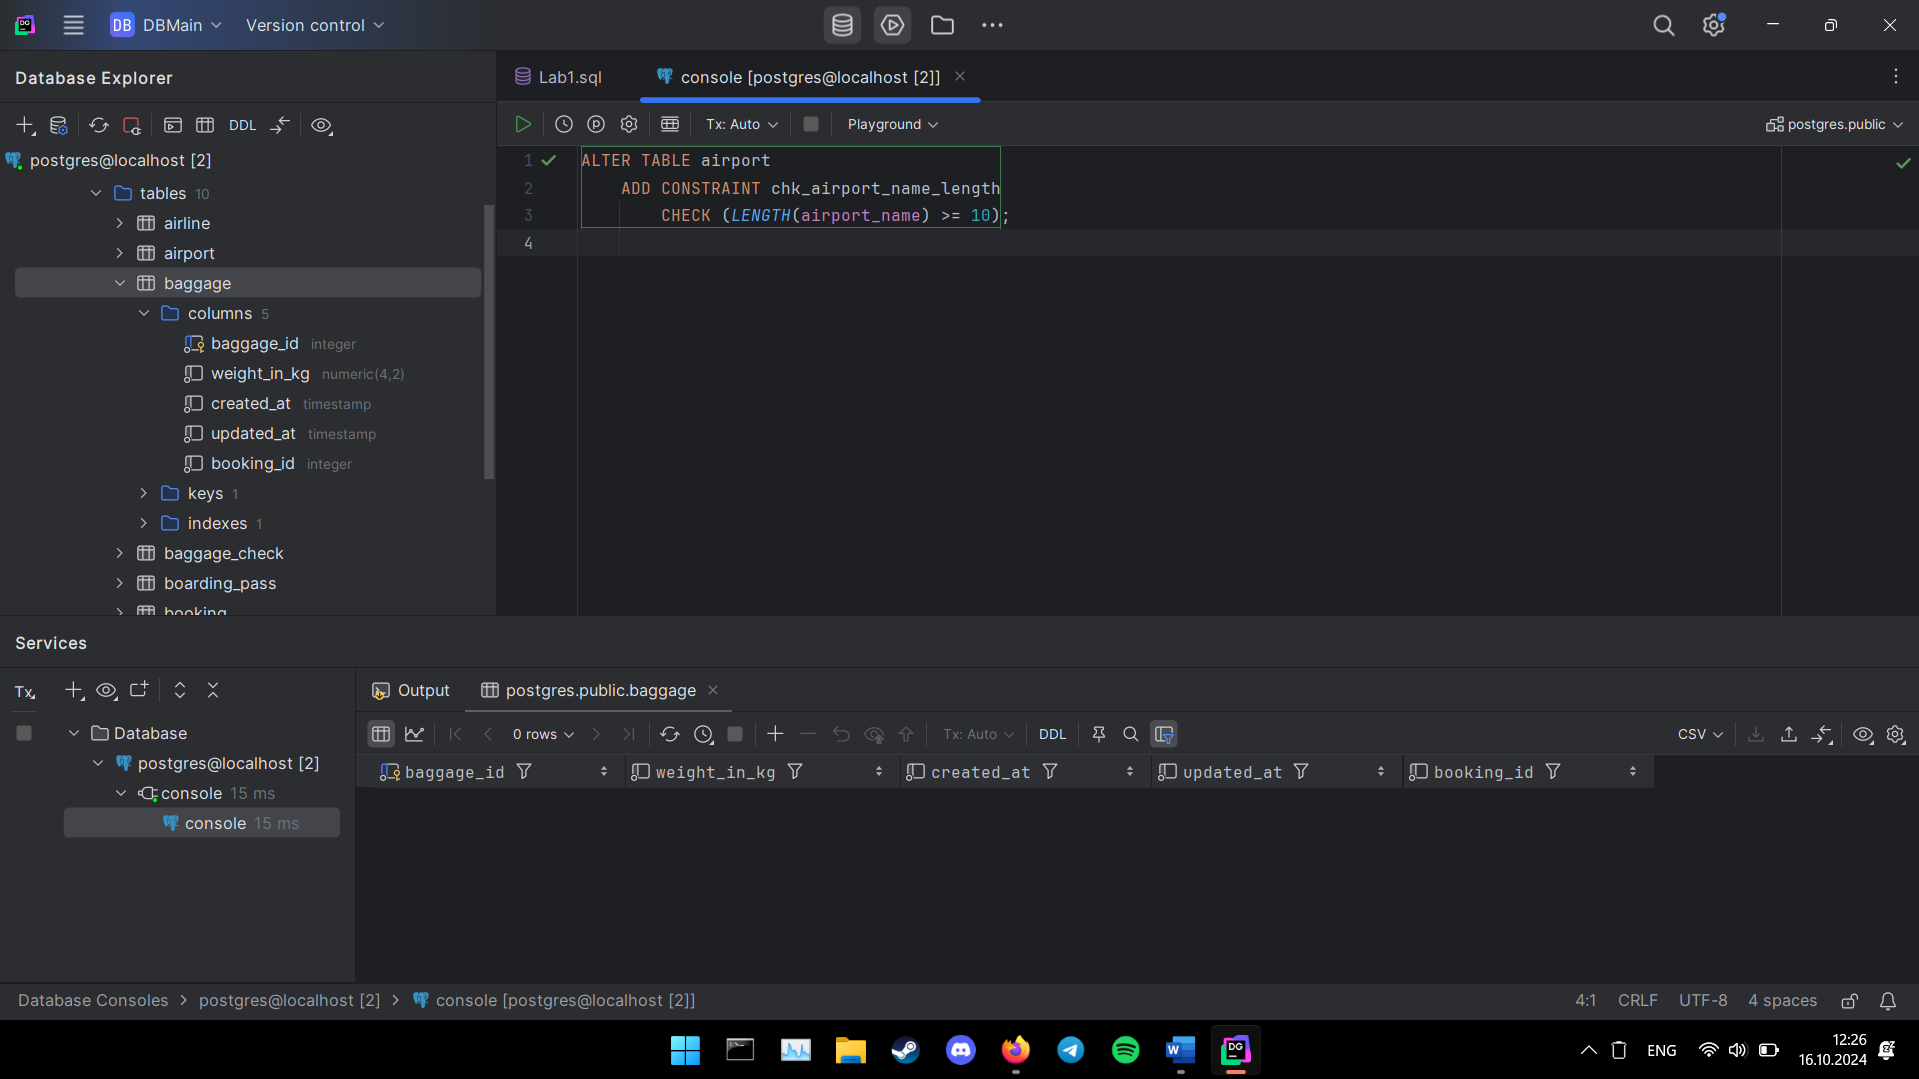 DB DBMain Version control
Database Explorer
Lab1.sql console [postgres@localhost [2]]
DDL
Tx: Auto Playground postgres.public
postgres@localhost [2]
tables 10
airline
airport
baggage
columns 5
baggage_id integer
weight_in_kg numeric(4,2)
created_at timestamp
updated_at timestamp
booking_id integer
keys 1
indexes 1
baggage_check
boarding_pass
booking
1 ALTER TABLE airport
2 ADD CONSTRAINT chk_airport_name_length
3 CHECK (LENGTH(airport_name) >= 10);
4
Services
Tx
Database
postgres@localhost [2]
console 15 ms
console 15 ms
Output postgres.public.baggage
0 rows Tx: Auto DDL CSV
baggage_id weight_in_kg created_at updated_at booking_id
Database Consoles > postgres@localhost [2] > console [postgres@localhost [2]]
4:1 CRLF UTF-8 4 spaces
DG
ENG
12:26
16.10.2024